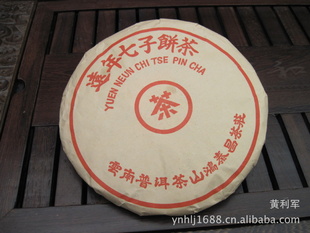 遠年七子餅茶
YUEN NEUN CHI TSE PIN CHA
茶
雲南普洱茶山鴻泰昌茶莊
黄利军
ynhlj1688.cn.alibaba.com